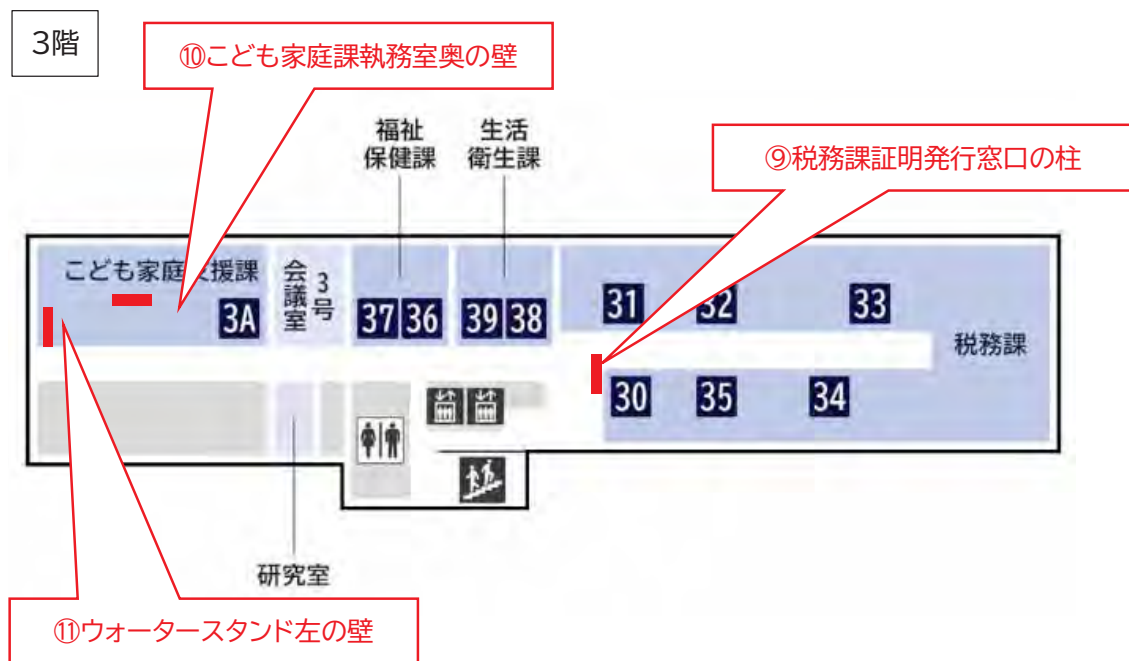 3階
⑩こども家庭課執務室奥の壁
福祉
保健課
生活
衛生課
⑨税務課証明発行窓口の柱
こども家庭支援課
3A
会議室
3号
37 36
39 38
31
32
33
税務課
30
35
34
研究室
⑪ウォータースタンド左の壁